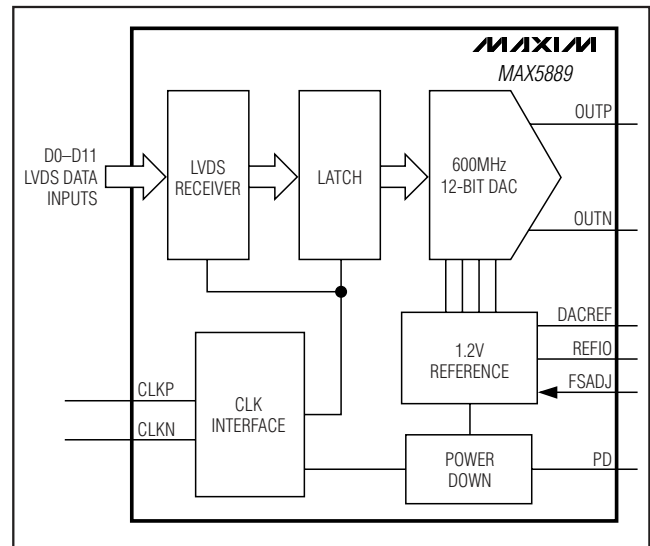 MAXIM
MAX5889
D0–D11
LVDS DATA
INPUTS
LVDS
RECEIVER
LATCH
600MHz
12-BIT DAC
OUTP
OUTN
DACREF
REFIO
FSADJ
1.2V
REFERENCE
CLKP
CLKN
CLK
INTERFACE
POWER
DOWN
PD